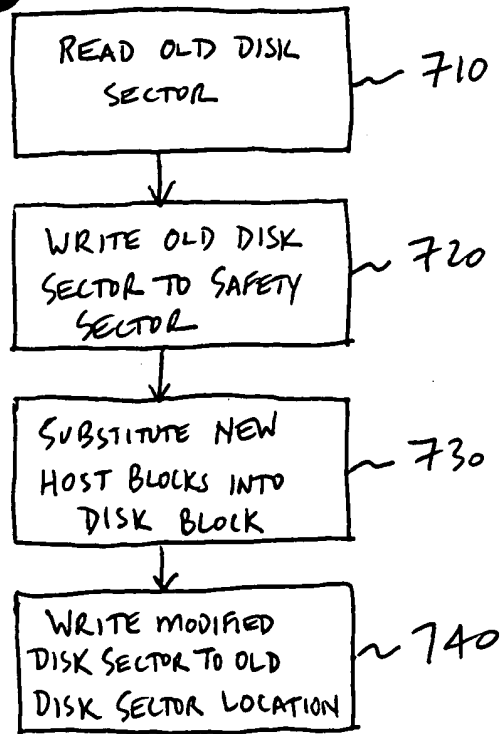 READ OLD DISK
SECTOR
710
WRITE OLD DISK
SECTOR TO SAFETY
SECTOR
720
SUBSTITUTE NEW
HOST BLOCKS INTO
DISK BLOCK
730
WRITE MODIFIED
DISK SECTOR TO OLD
DISK SECTOR LOCATION
740